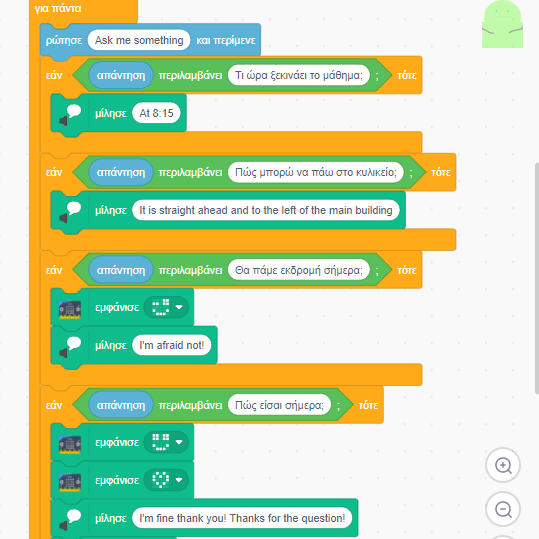 για πάντα
ρώτησε Ask me something και περίμενε
εάν απάντηση περιλαμβάνει Τι ώρα ξεκινάει το μάθημα; ; τότε
μίλησε At 8:15
εάν απάντηση περιλαμβάνει Πώς μπορώ να πάω στο κυλικείο; ; τότε
μίλησε It is straight ahead and to the left of the main building
εάν απάντηση περιλαμβάνει Θα πάμε εκδρομή σήμερα; ; τότε
εμφάνισε
μίλησε I'm afraid not!
εάν απάντηση περιλαμβάνει Πώς είσαι σήμερα; ; τότε
εμφάνισε
εμφάνισε
μίλησε I'm fine thank you! Thanks for the question!